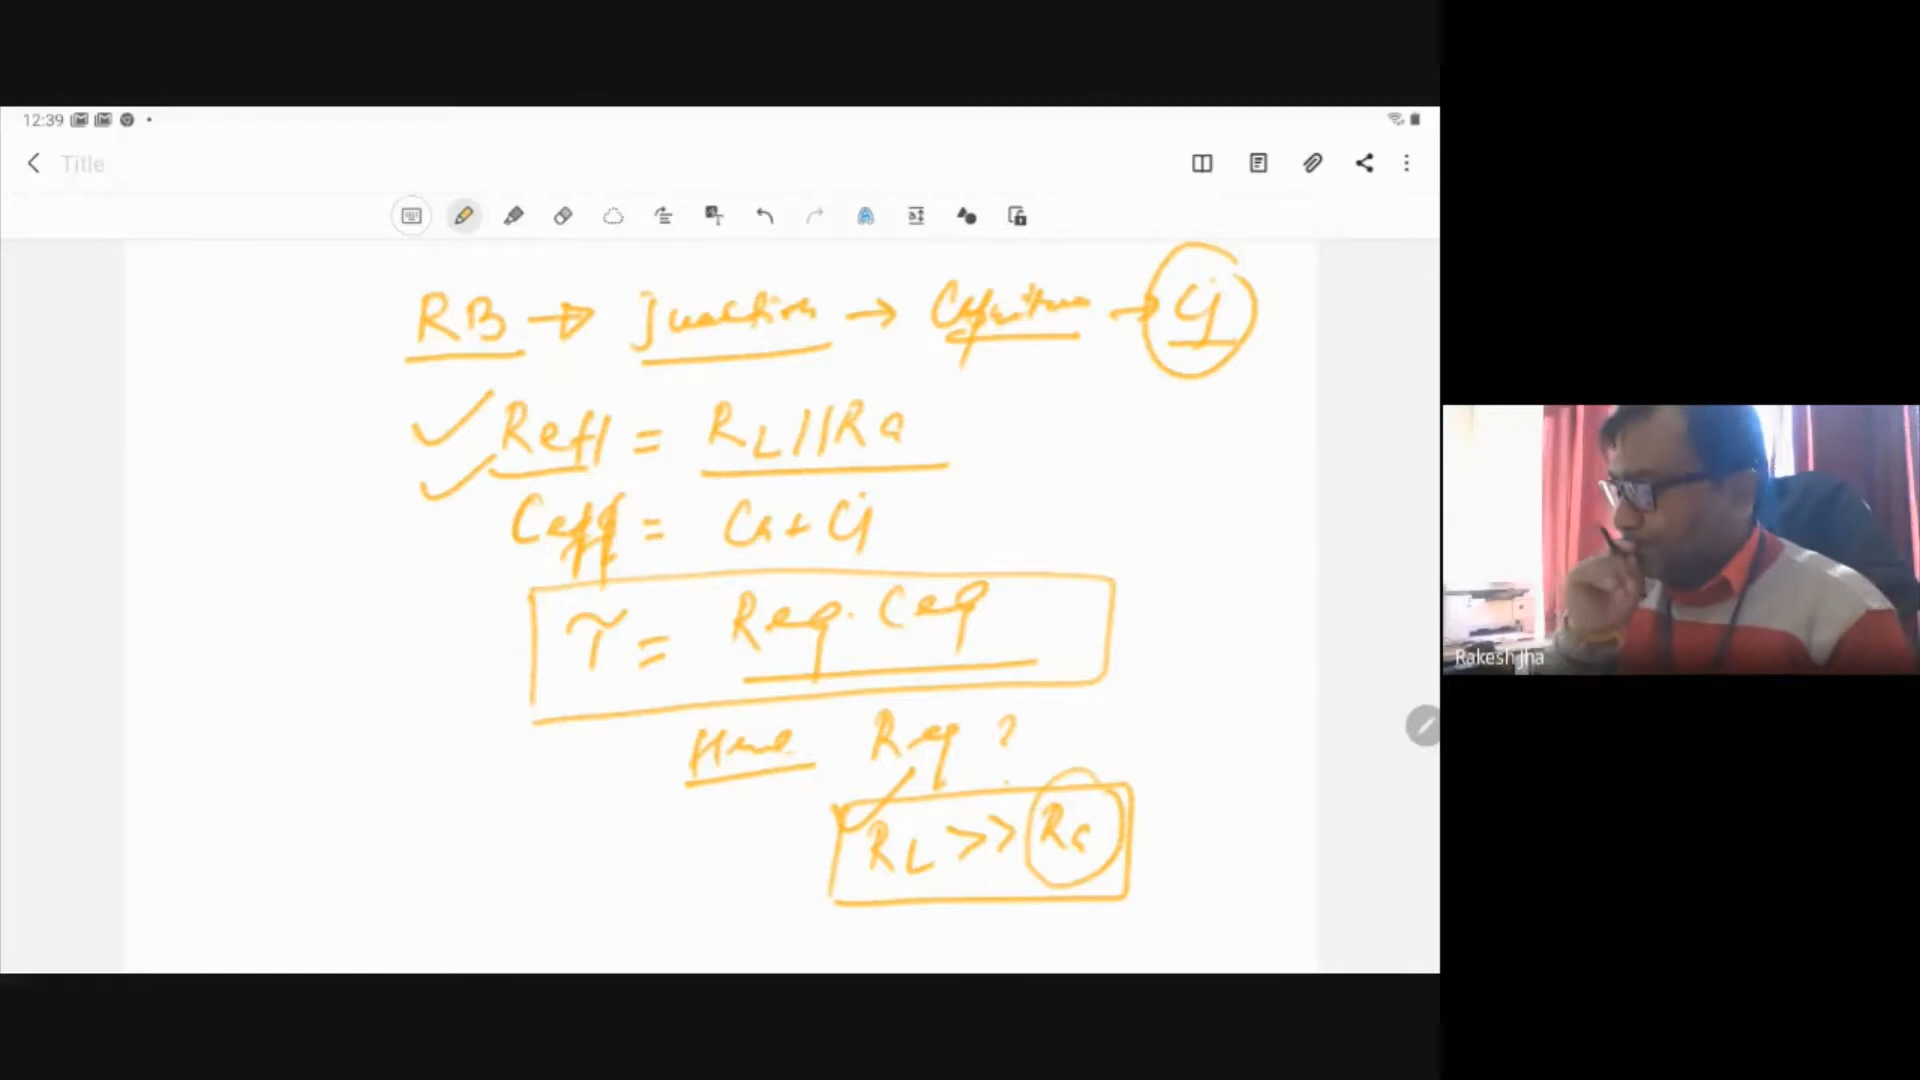 12:39
Title
RB → junction → Capacitance → Cj
Reff = RL//Ra
Ceff = Ca + Cj
τ = Req. Ceq
Here Req ?
RL >> Ra
Rakesh Jha